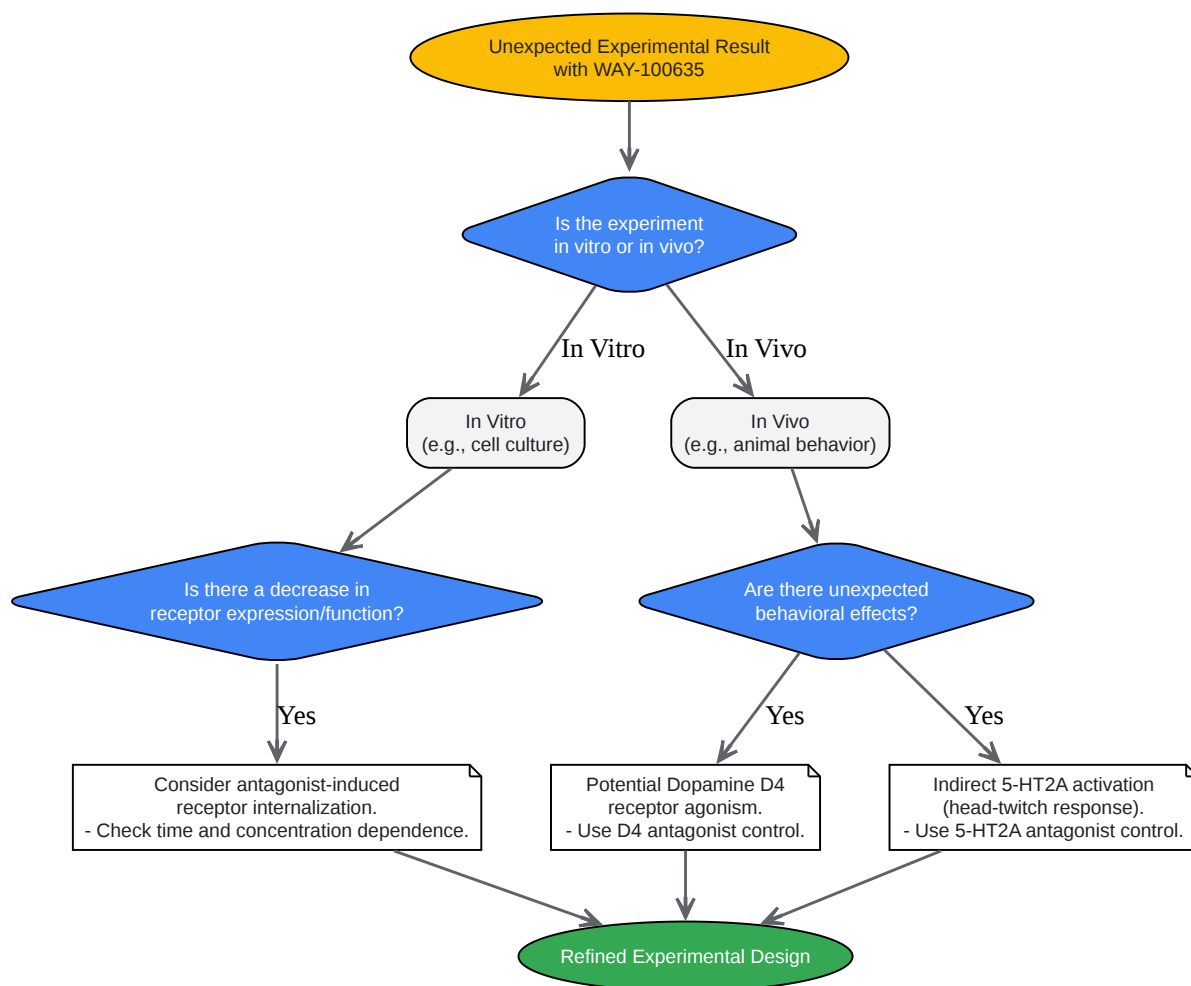 Unexpected Experimental Result
with WAY-100635
Is the experiment
in vitro or in vivo?
In Vitro
In Vivo
In Vitro
(e.g., cell culture)
In Vivo
(e.g., animal behavior)
Is there a decrease in
receptor expression/function?
Are there unexpected
behavioral effects?
Yes
Yes
Yes
Consider antagonist-induced
receptor internalization.
- Check time and concentration dependence.
Potential Dopamine D4
receptor agonism.
- Use D4 antagonist control.
Indirect 5-HT2A activation
(head-twitch response).
- Use 5-HT2A antagonist control.
Refined Experimental Design